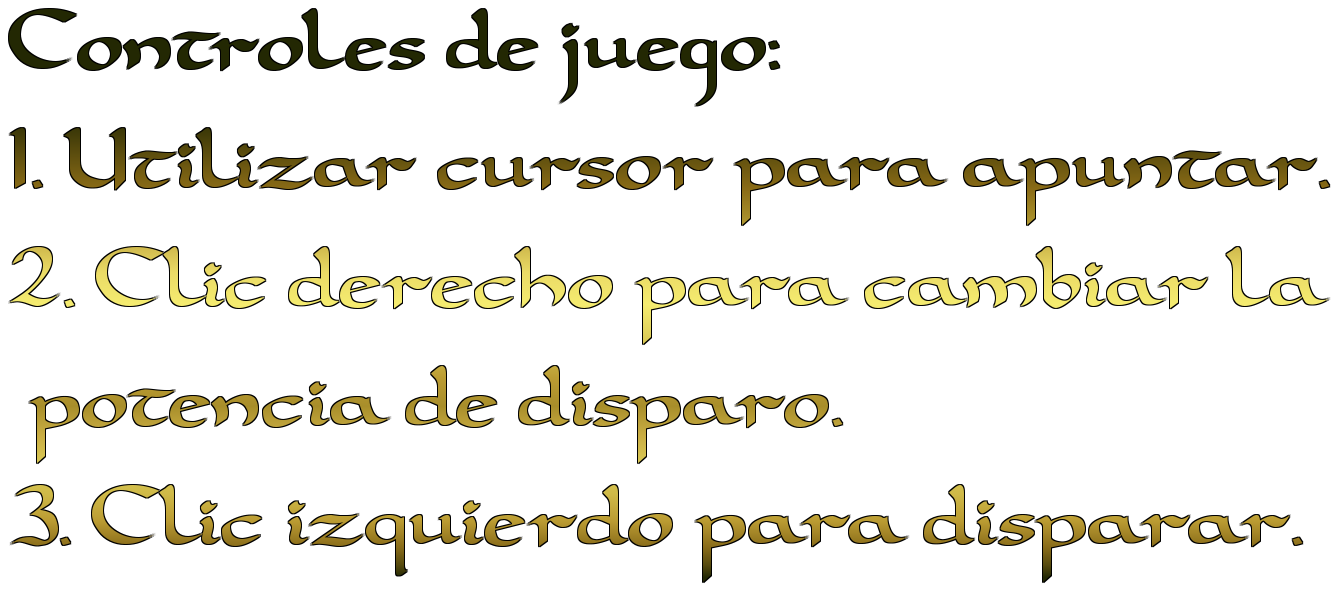 Controles de juego:
1. Utilizar cursor para apuntar.
2. Clic derecho para cambiar la
potencia de disparo.
3. Clic izquierdo para disparar.